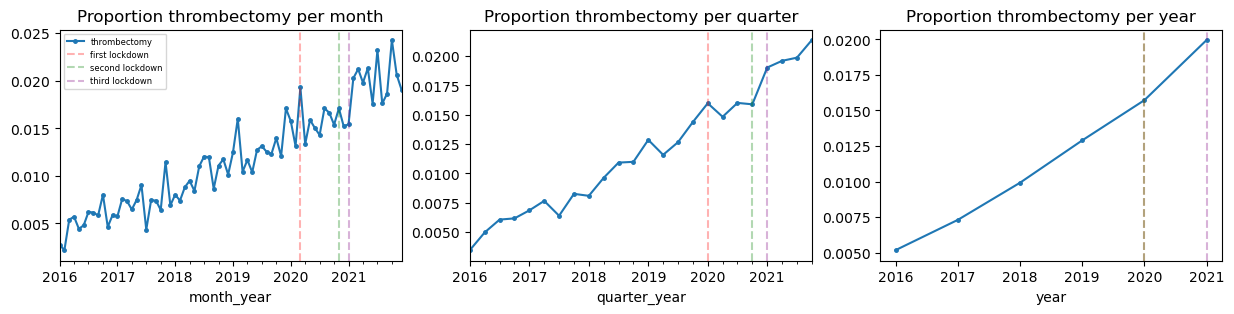 Proportion thrombectomy per month
0.025
0.020
0.015
0.010
0.005
thrombectomy
first lockdown
second lockdown
third lockdown
2016 2017 2018 2019 2020 2021
month_year
Proportion thrombectomy per quarter
0.0200
0.0175
0.0150
0.0125
0.0100
0.0075
0.0050
2016 2017 2018 2019 2020 2021
quarter_year
Proportion thrombectomy per year
0.0200
0.0175
0.0150
0.0125
0.0100
0.0075
0.0050
2016 2017 2018 2019 2020 2021
year